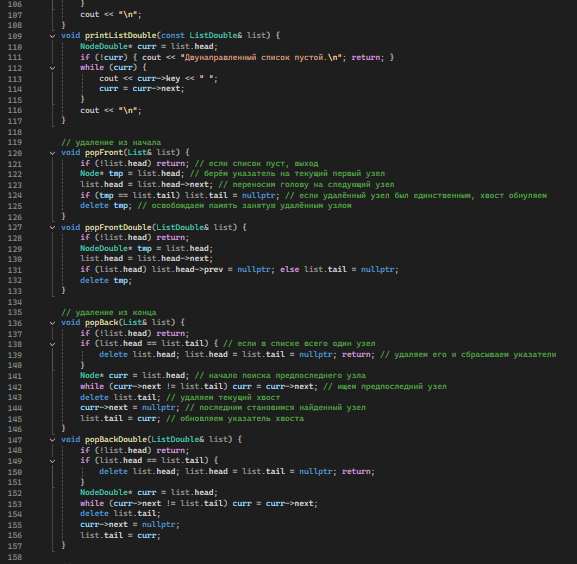 106 }
107 cout << "\n";
108 }
109 void printListDouble(const ListDouble& list) {
110 NodeDouble* curr = list.head;
111 if (!curr) { cout << "Двунаправленный список пустой.\n"; return; }
112 while (curr) {
113 cout << curr->key << " ";
114 curr = curr->next;
115 }
116 cout << "\n";
117 }
118
119 // удаление из начала
120 void popFront(List& list) {
121 if (!list.head) return; // если список пуст, выход
122 Node* tmp = list.head; // берём указатель на текущий первый узел
123 list.head = list.head->next; // переносим голову на следующий узел
124 if (tmp == list.tail) list.tail = nullptr; // если удалённый узел был единственным, хвост обнуляем
125 delete tmp; // освобождаем память занятую удалённым узлом
126 }
127 void popFrontDouble(ListDouble& list) {
128 if (!list.head) return;
129 NodeDouble* tmp = list.head;
130 list.head = list.head->next;
131 if (list.head) list.head->prev = nullptr; else list.tail = nullptr;
132 delete tmp;
133 }
134
135 // удаление из конца
136 void popBack(List& list) {
137 if (!list.head) return;
138 if (list.head == list.tail) { // если в списке всего один узел
139 delete list.head; list.head = list.tail = nullptr; return; // удаляем его и сбрасываем указатели
140 }
141 Node* curr = list.head; // начало поиска предпоследнего узла
142 while (curr->next != list.tail) curr = curr->next; // ищем предпоследний узел
143 delete list.tail; // удаляем текущий хвост
144 curr->next = nullptr; // последним становимся найденный узел
145 list.tail = curr; // обновляем указатель хвоста
146 }
147 void popBackDouble(ListDouble& list) {
148 if (!list.head) return;
149 if (list.head == list.tail) {
150 delete list.head; list.head = list.tail = nullptr; return;
151 }
152 NodeDouble* curr = list.head;
153 while (curr->next != list.tail) curr = curr->next;
154 delete list.tail;
155 curr->next = nullptr;
156 list.tail = curr;
157 }
158